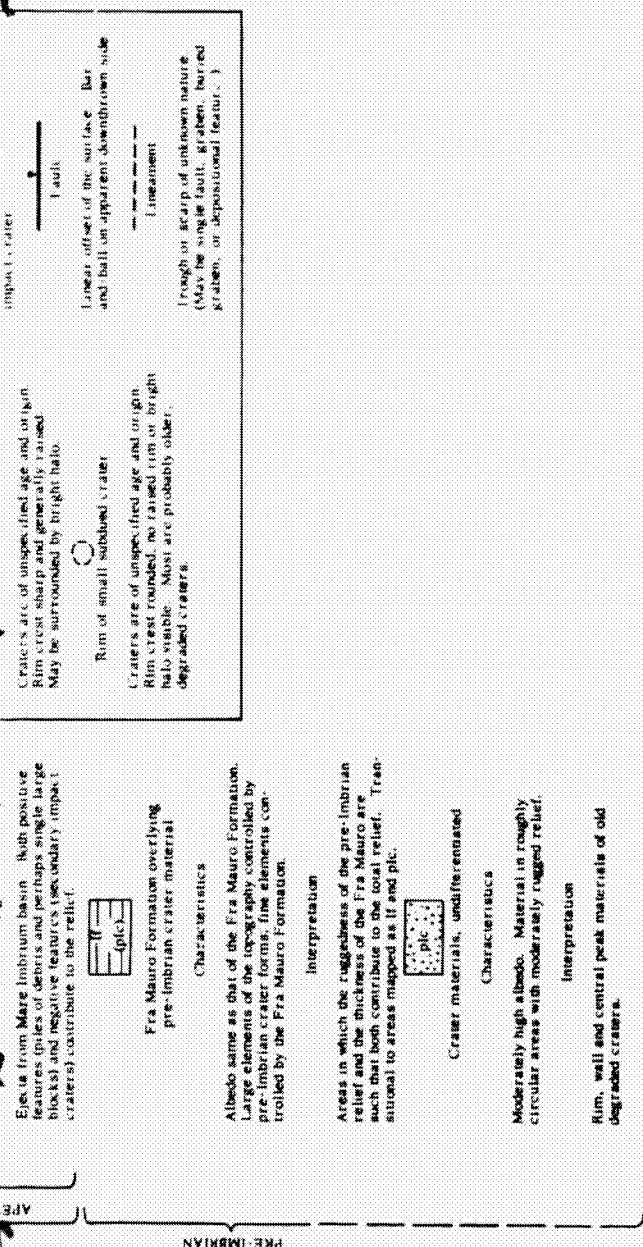 Ejecta from Mare Imbrium basin. Both positive
features (piles of debris and perhaps single large
blocks) and negative features (secondary impact
craters) contribute to the relief.
If
(pIc)
Fra Mauro Formation overlying
pre-Imbrian crater material
Characteristics
Albedo same as that of the Fra Mauro Formation.
Large elements of the topography controlled by
pre-Imbrian crater forms, fine elements con-
trolled by the Fra Mauro Formation.
Interpretation
Areas in which the ruggedness of the pre-Imbrian
relief and the thickness of the Fra Mauro are
such that both contribute to the total relief. Tran-
sitional to areas mapped as If and pIc.
pIc
Crater materials, undifferentiated
Characteristics
Moderately high albedo. Material in roughly
circular areas with moderately rugged relief.
Interpretation
Rim, wall and central peak materials of old
degraded craters.
APE
PRE-IMBRIAN
Craters are of unspecified age and origin
Rim crest sharp and generally raised
May be surrounded by bright halo.
Rim of small subdued crater
Craters are of unspecified age and origin
Rim crest rounded, no raised rim or bright
halo visible. Most are probably older,
degraded craters.
impact crater
Fault
Linear offset of the surface Bar
and ball on apparent downthrown side
Lineament
Trough or scarp of unknown nature
(May be single fault, graben, buried
graben, or depositional featur. )